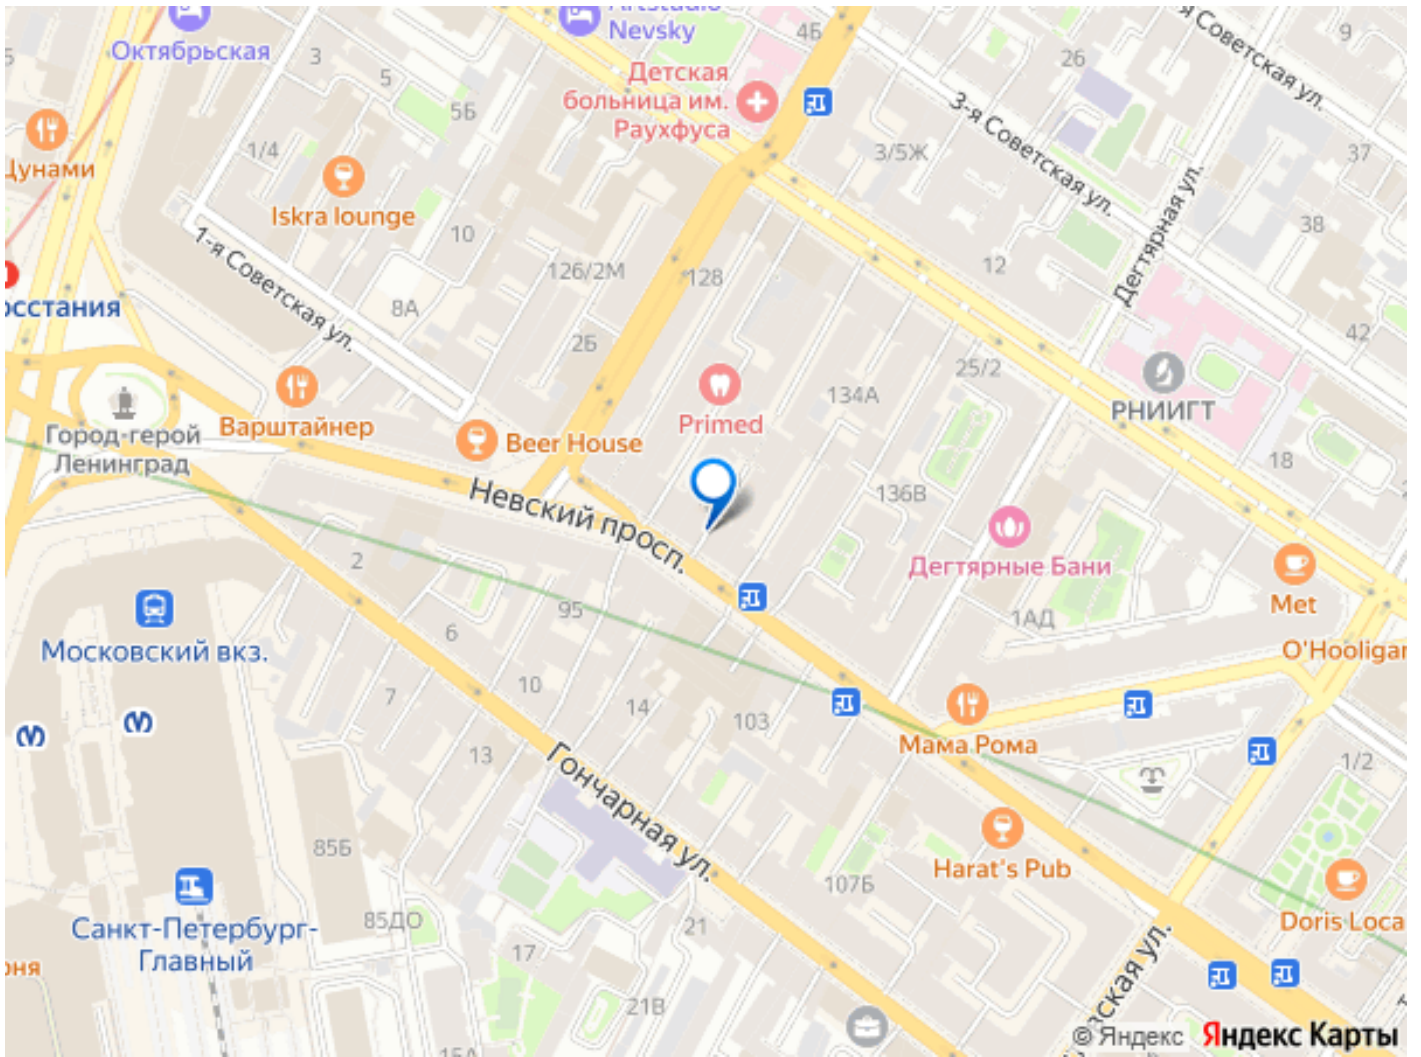 Октябрьская
3
5
5Б
Nevsky
4Б
26
9
Советская ул.
Детская
больница им.
Раухфуса
3-я Советская ул.
3/5Ж
37
Цунами
1/4
Iskra lounge
10
1-я Советская ул.
126/2М
128
12
Дегтярная ул.
38
8А
2Б
42
Варштайнер
Beer House
Primed
134А
25/2
РНИИГТ
Город-герой
Ленинград
Невский просп.
136В
18
2
Дегтярные Бани
Met
Московский вкз.
95
6
1АД
O'Hooligan
7
10
14
103
Мама Рома
13
Гончарная ул.
1/2
85Б
Harat's Pub
107Б
Санкт-Петербург-
Главный
85ДО
21
17
Doris Loca
21В
15А
© Яндекс
Яндекс Карты